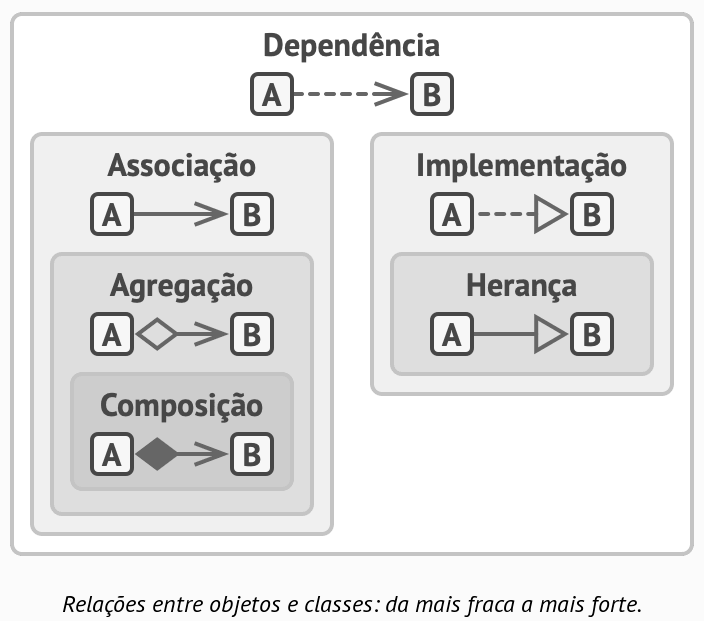 Dependência
A B
Associação
A B
Agregação
A B
Composição
A B
Implementação
A B
Herança
A B
Relações entre objetos e classes: da mais fraca a mais forte.